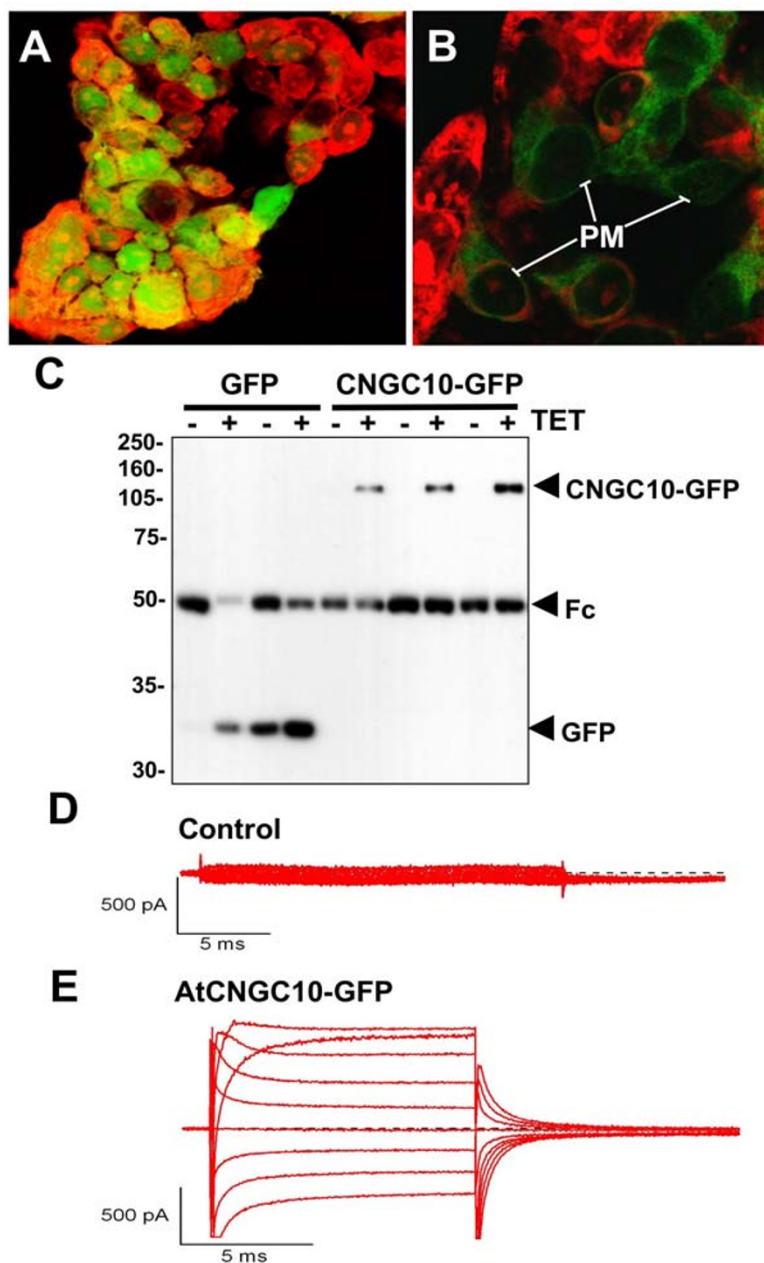 A
B
PM
C
GFP CNGC10-GFP
- + - + - + - + - + TET
250-
160-
105-
CNGC10-GFP
75-
50-
Fc
35-
GFP
30-
D
Control
500 pA
5 ms
E
AtCNGC10-GFP
500 pA
5 ms